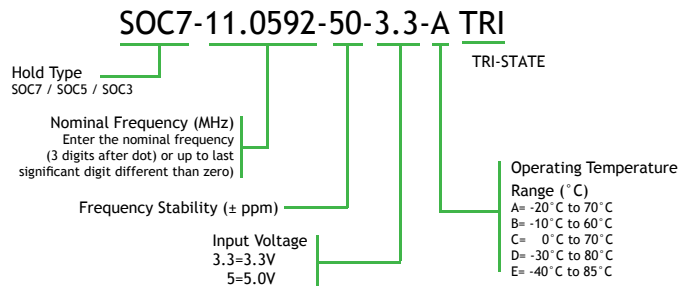 SOC7-11.0592-50-3.3-A TRI
TRI-STATE
Hold Type
SOC7 / SOC5 / SOC3
Nominal Frequency (MHz)
Enter the nominal frequency
(3 digits after dot) or up to last
significant digit different than zero)
Frequency Stability (± ppm)
Input Voltage
3.3=3.3V
5=5.0V
Operating Temperature
Range (°C)
A= -20°C to 70°C
B= -10°C to 60°C
C= 0°C to 70°C
D= -30°C to 80°C
E= -40°C to 85°C